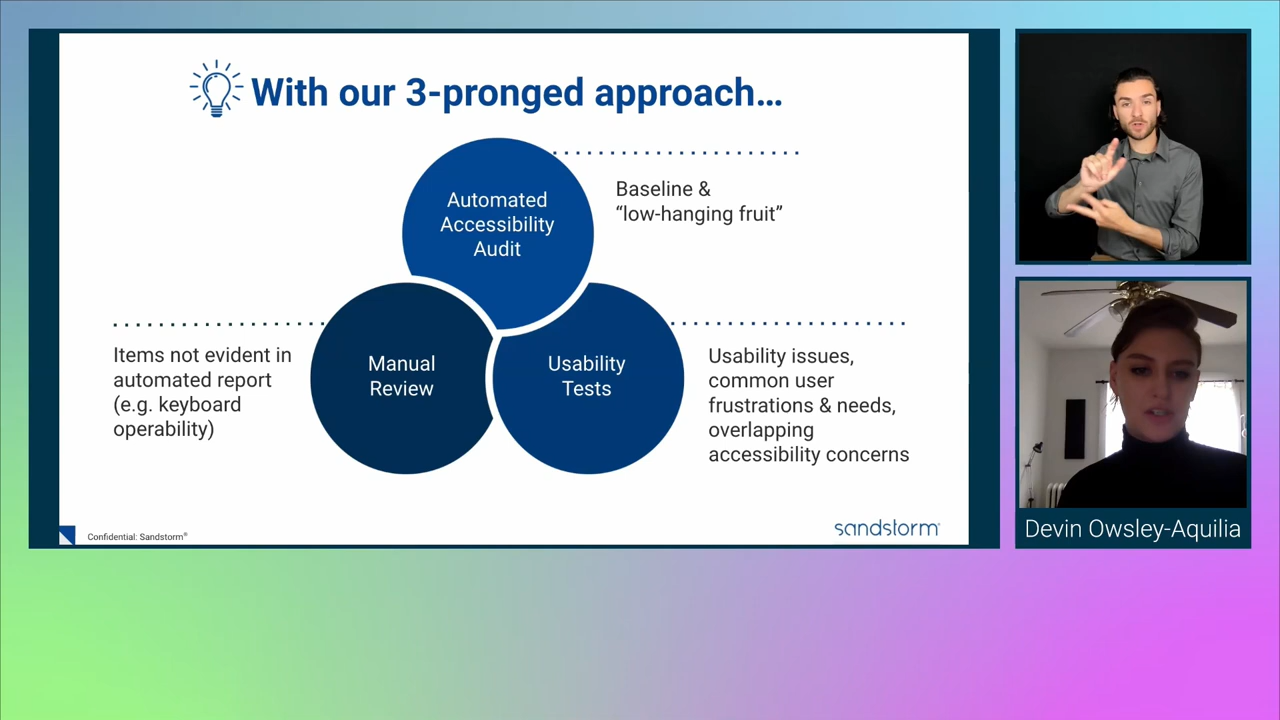 With our 3-pronged approach…
Automated
Accessibility
Audit
Baseline &
“low-hanging fruit”
Items not evident in
automated report
(e.g. keyboard
operability)
Manual
Review
Usability
Tests
Usability issues,
common user
frustrations & needs,
overlapping
accessibility concerns
Confidential: Sandstorm®
sandstorm®
Devin Owsley-Aquilia